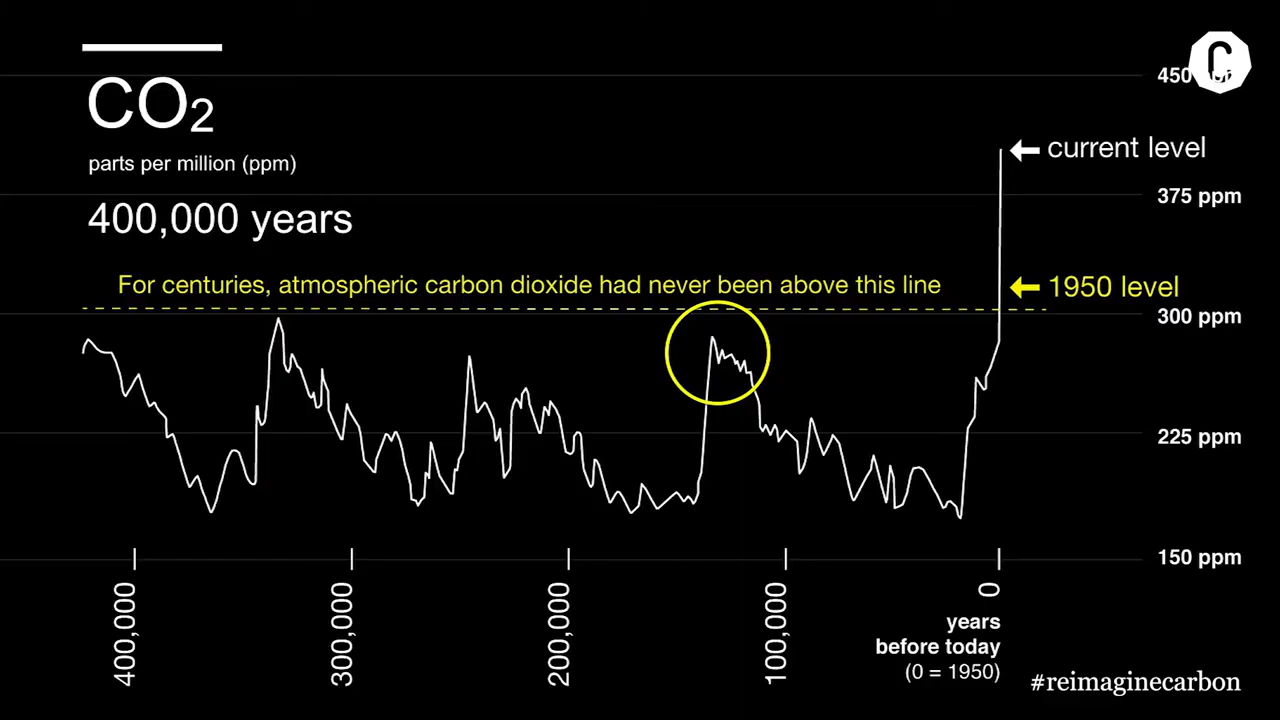 CO2
parts per million (ppm)
400,000 years
For centuries, atmospheric carbon dioxide had never been above this line
450 ppm
current level
375 ppm
1950 level
300 ppm
225 ppm
150 ppm
400,000
300,000
200,000
100,000
0
years
before today
(0 = 1950)
#reimaginecarbon